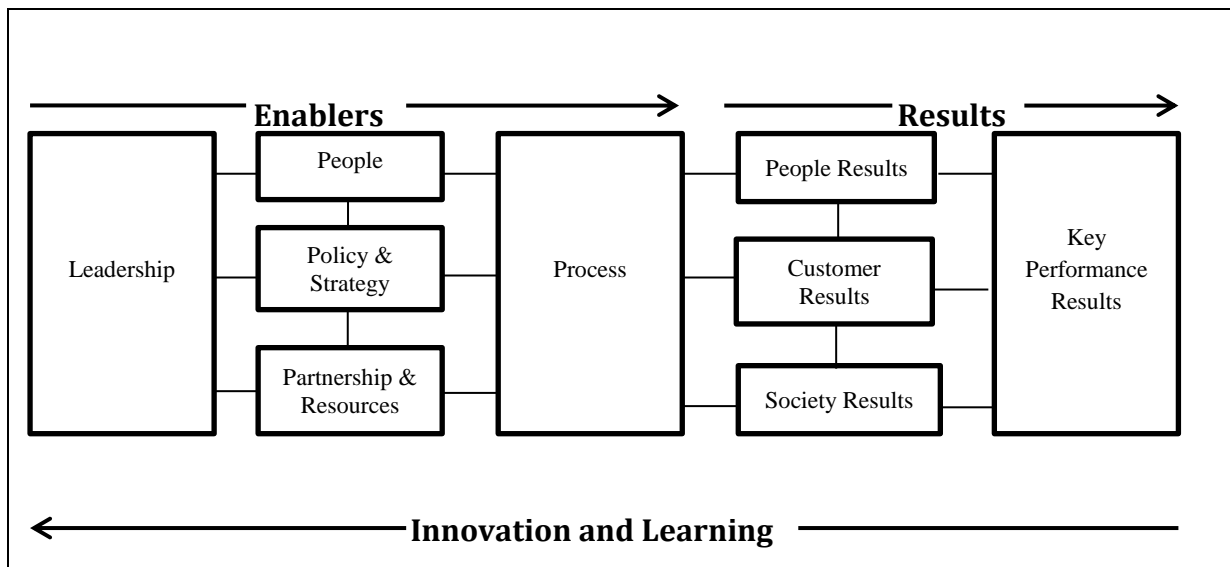 Enablers
Results
Leadership
People
Policy &
Strategy
Partnership &
Resources
Process
People Results
Customer
Results
Society Results
Key
Performance
Results
Innovation and Learning